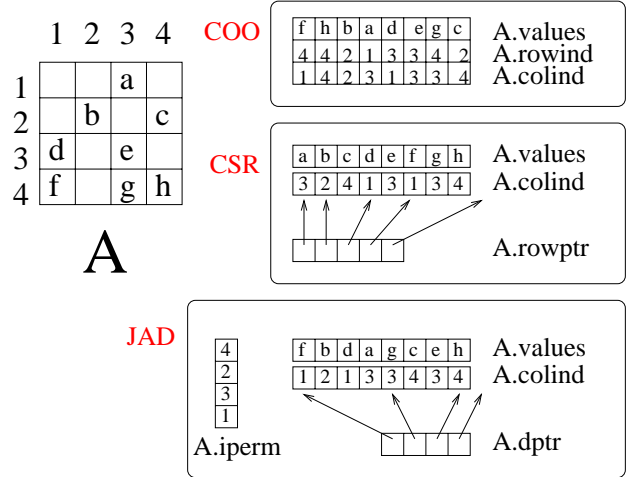 1 2 3 4
1 a
2 b c
3 d e
4 f g h
A
COO
f h b a d e g c A.values
4 4 2 1 3 3 4 2 A.rowind
1 4 2 3 1 3 3 4 A.colind
CSR
a b c d e f g h A.values
3 2 4 1 3 1 3 4 A.colind
A.rowptr
JAD
4
2
3
1
A.iperm
f b d a g c e h A.values
1 2 1 3 3 4 3 4 A.colind
A.dptr